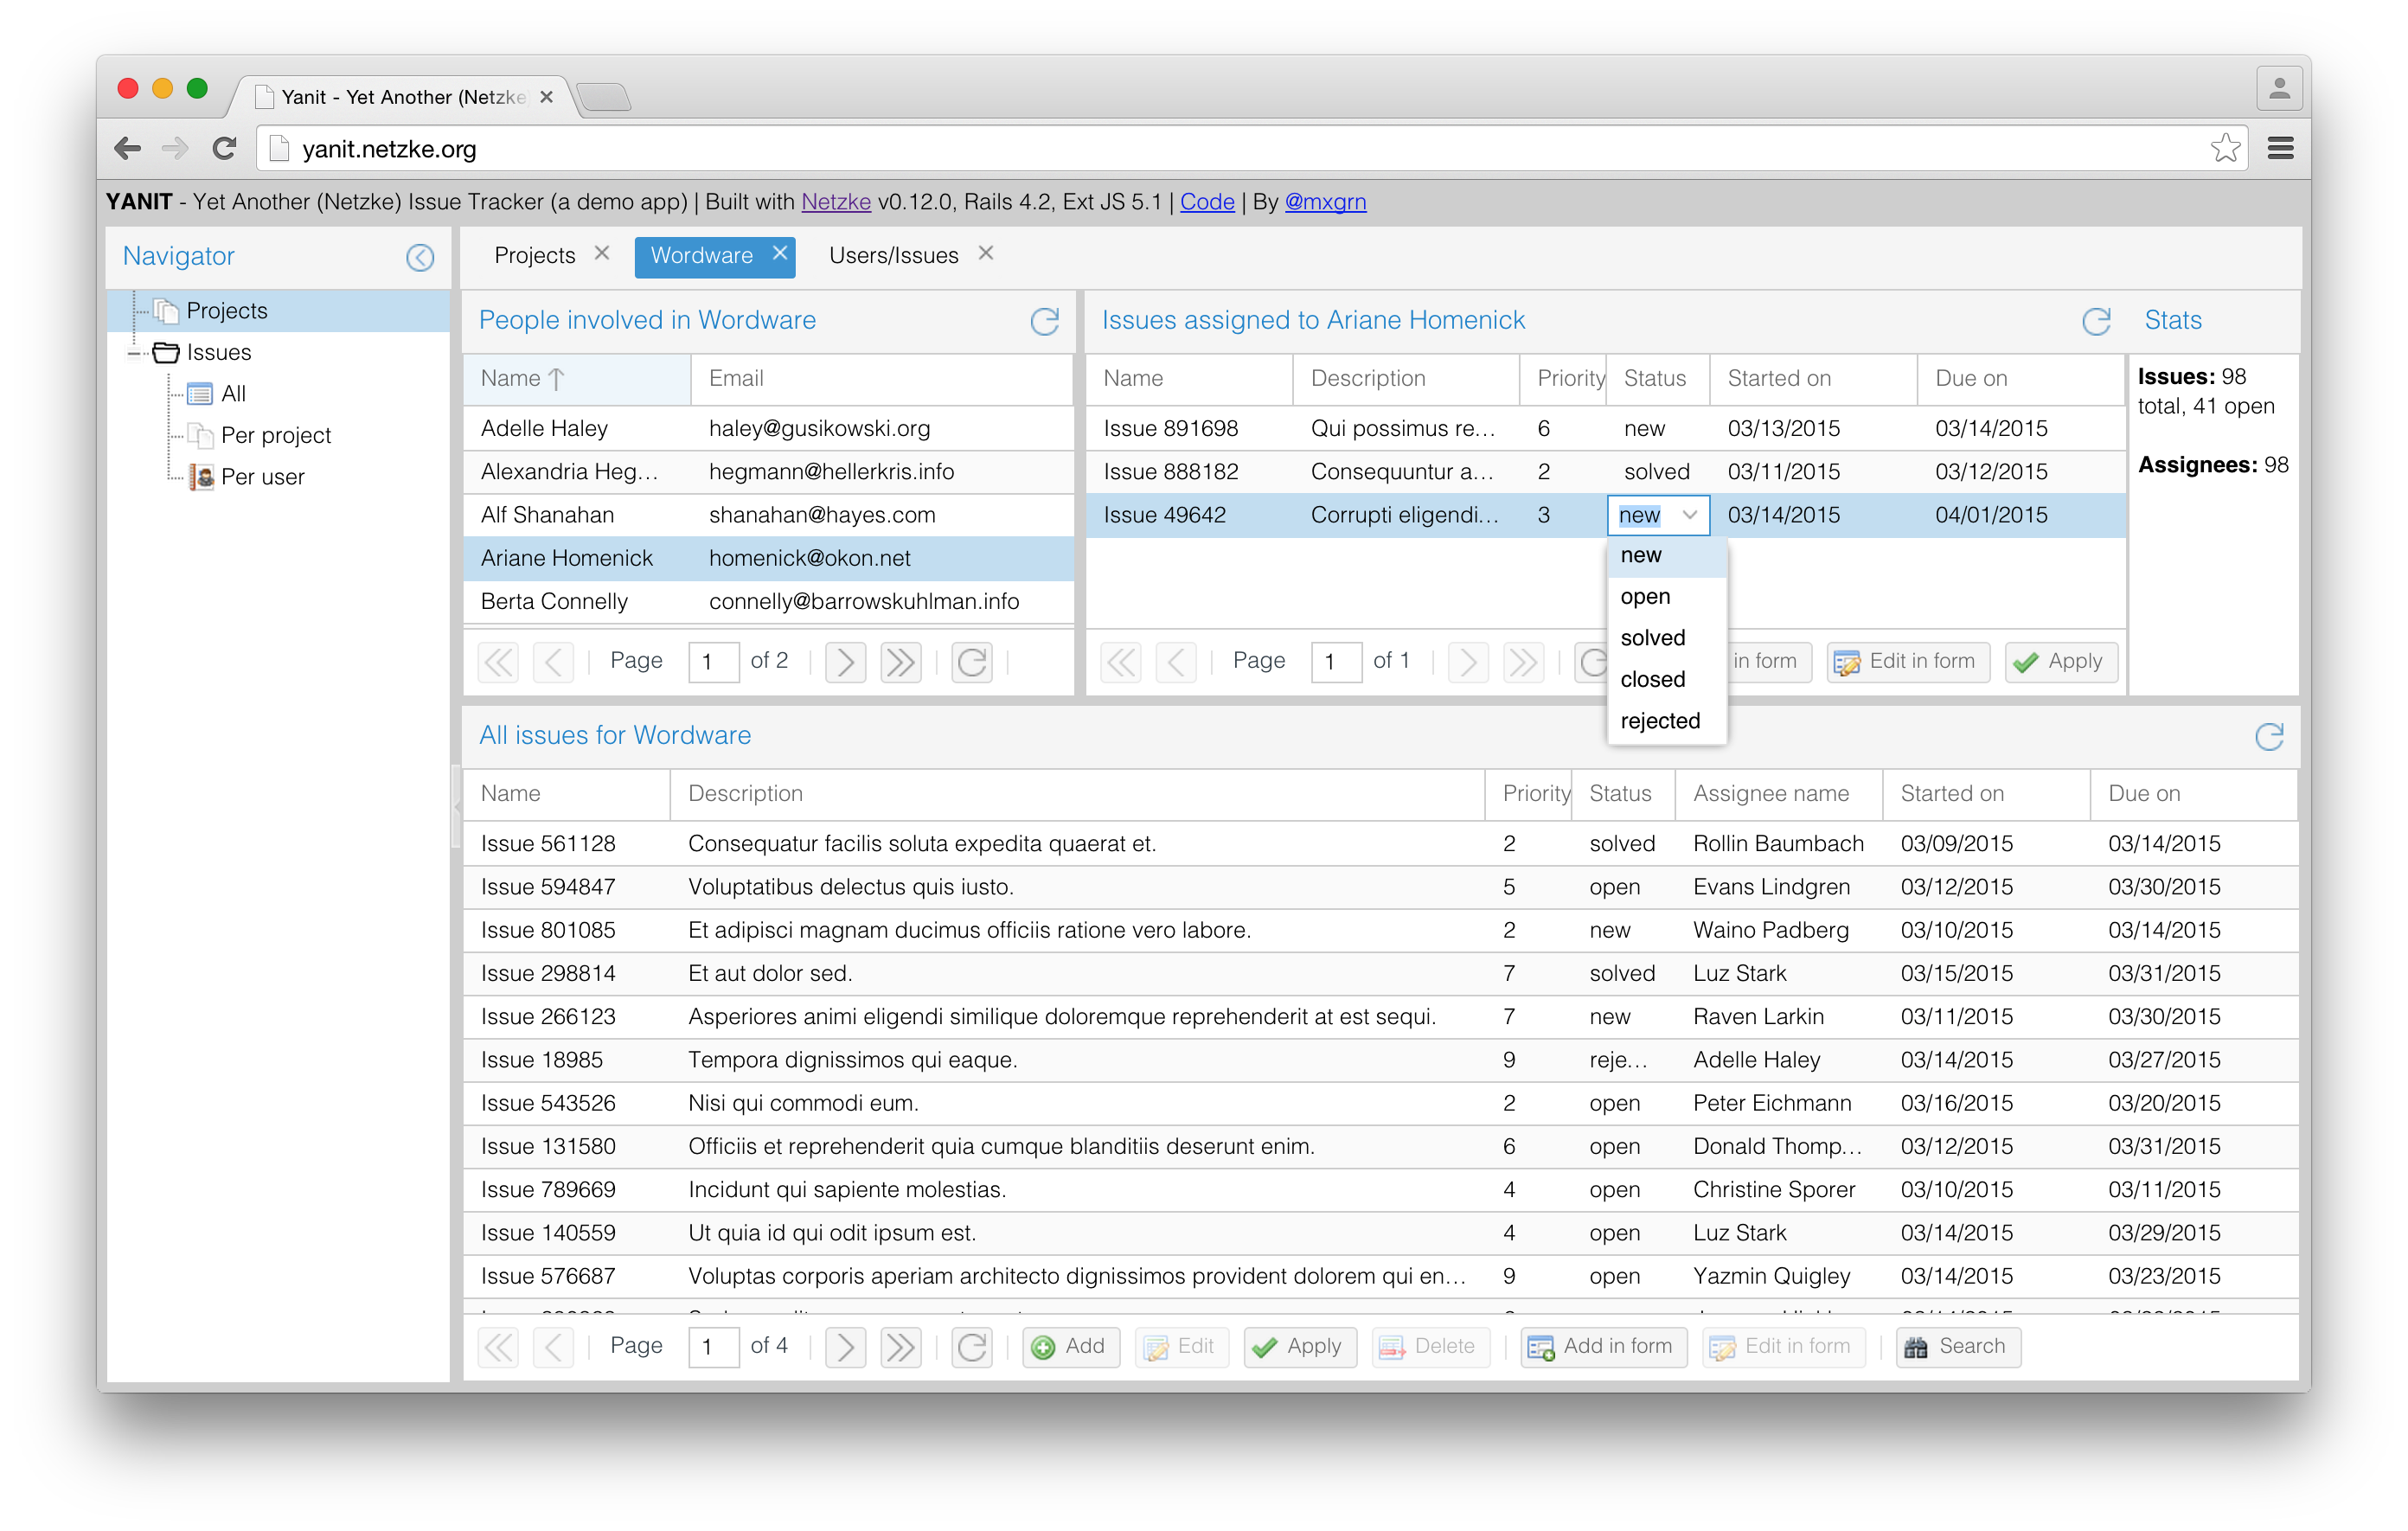 Yanit - Yet Another (Netzke
yanit.netzke.org
YANIT - Yet Another (Netzke) Issue Tracker (a demo app) | Built with Netzke v0.12.0, Rails 4.2, Ext JS 5.1 | Code | By @mxgrn
Navigator
Projects
Issues
All
Per project
Per user
Projects Wordware Users/Issues
People involved in Wordware
Name Email
Adelle Haley haley@gusikowski.org
Alexandria Heg... hegmann@hellerkris.info
Alf Shanahan shanahan@hayes.com
Ariane Homenick homenick@okon.net
Berta Connelly connelly@barrowskuhlman.info
Page 1 of 2
Issues assigned to Ariane Homenick
Name Description Priority Status Started on Due on
Issue 891698 Qui possimus re... 6 new 03/13/2015 03/14/2015
Issue 888182 Consequuntur a... 2 solved 03/11/2015 03/12/2015
Issue 49642 Corrupti eligendi... 3 new 03/14/2015 04/01/2015
new
open
solved
closed
rejected
Page 1 of 1 in form Edit in form Apply
Stats
Issues: 98
total, 41 open
Assignees: 98
All issues for Wordware
Name Description Priority Status Assignee name Started on Due on
Issue 561128 Consequatur facilis soluta expedita quaerat et. 2 solved Rollin Baumbach 03/09/2015 03/14/2015
Issue 594847 Voluptatibus delectus quis iusto. 5 open Evans Lindgren 03/12/2015 03/30/2015
Issue 801085 Et adipisci magnam ducimus officiis ratione vero labore. 2 new Waino Padberg 03/10/2015 03/14/2015
Issue 298814 Et aut dolor sed. 7 solved Luz Stark 03/15/2015 03/31/2015
Issue 266123 Asperiores animi eligendi similique doloremque reprehenderit at est sequi. 7 new Raven Larkin 03/11/2015 03/30/2015
Issue 18985 Tempora dignissimos qui eaque. 9 reje... Adelle Haley 03/14/2015 03/27/2015
Issue 543526 Nisi qui commodi eum. 2 open Peter Eichmann 03/16/2015 03/20/2015
Issue 131580 Officiis et reprehenderit quia cumque blanditiis deserunt enim. 6 open Donald Thomp... 03/12/2015 03/31/2015
Issue 789669 Incidunt qui sapiente molestias. 4 open Christine Sporer 03/10/2015 03/11/2015
Issue 140559 Ut quia id qui odit ipsum est. 4 open Luz Stark 03/14/2015 03/29/2015
Issue 576687 Voluptas corporis aperiam architecto dignissimos provident dolorem qui en... 9 open Yazmin Quigley 03/14/2015 03/23/2015
Page 1 of 4 Add Edit Apply Delete Add in form Edit in form Search